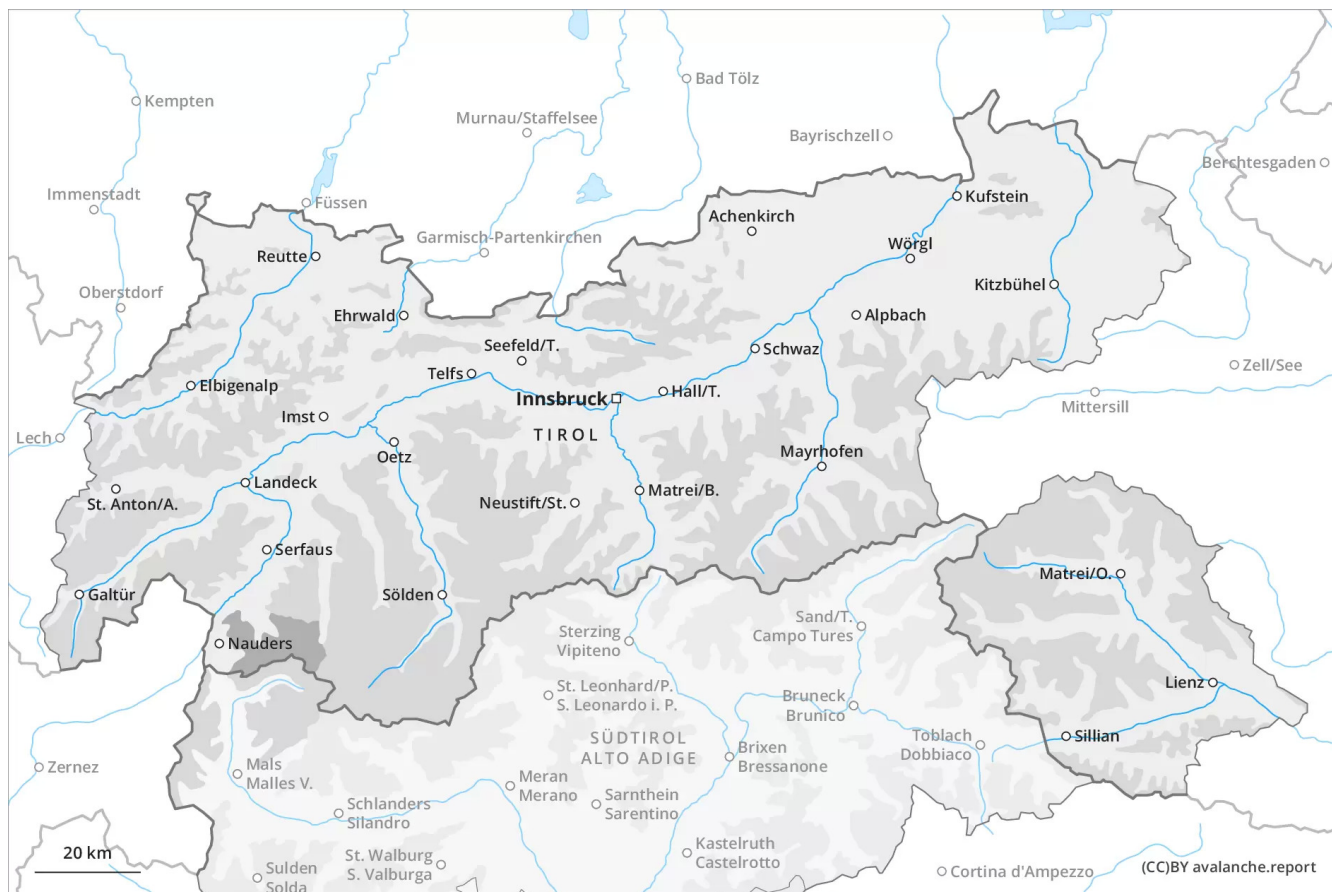 Bad Tölz
Kempten
Murnau/Staffelsee
Bayrischzell
Berchtesgaden
Immenstadt
Füssen
Kufstein
Achenkirch
Garmisch-Partenkirchen
Wörgl
Reutte
Kitzbühel
Oberstdorf
Ehrwald
Alpbach
Seefeld/T.
Schwaz
Zell/See
Telfs
Elbigenalp
Hall/T.
Innsbruck
Mittersill
Imst
TIROL
Lech
Oetz
Mayrhofen
Landeck
Matrei/B.
St. Anton/A.
Neustift/St.
Serfaus
Matrei/O.
Galtür
Sölden
Sand/T.
Campo Tures
Sterzing
Vipiteno
Nauders
Lienz
St. Leonhard/P.
S. Leonardo i. P.
Bruneck
Brunico
SÜDTIROL
ALTO ADIGE
Toblach
Dobbiaco
Sillian
Brixen
Bressanone
Zernez
Mals
Malles V.
Meran
Merano
Sarnthein
Sarentino
Schlanders
Silandro
Kastelruth
Castelrotto
20 km
St. Walburg
S. Valburga
Sulden
Solda
Cortina d'Ampezzo
(CC)BY avalanche.report